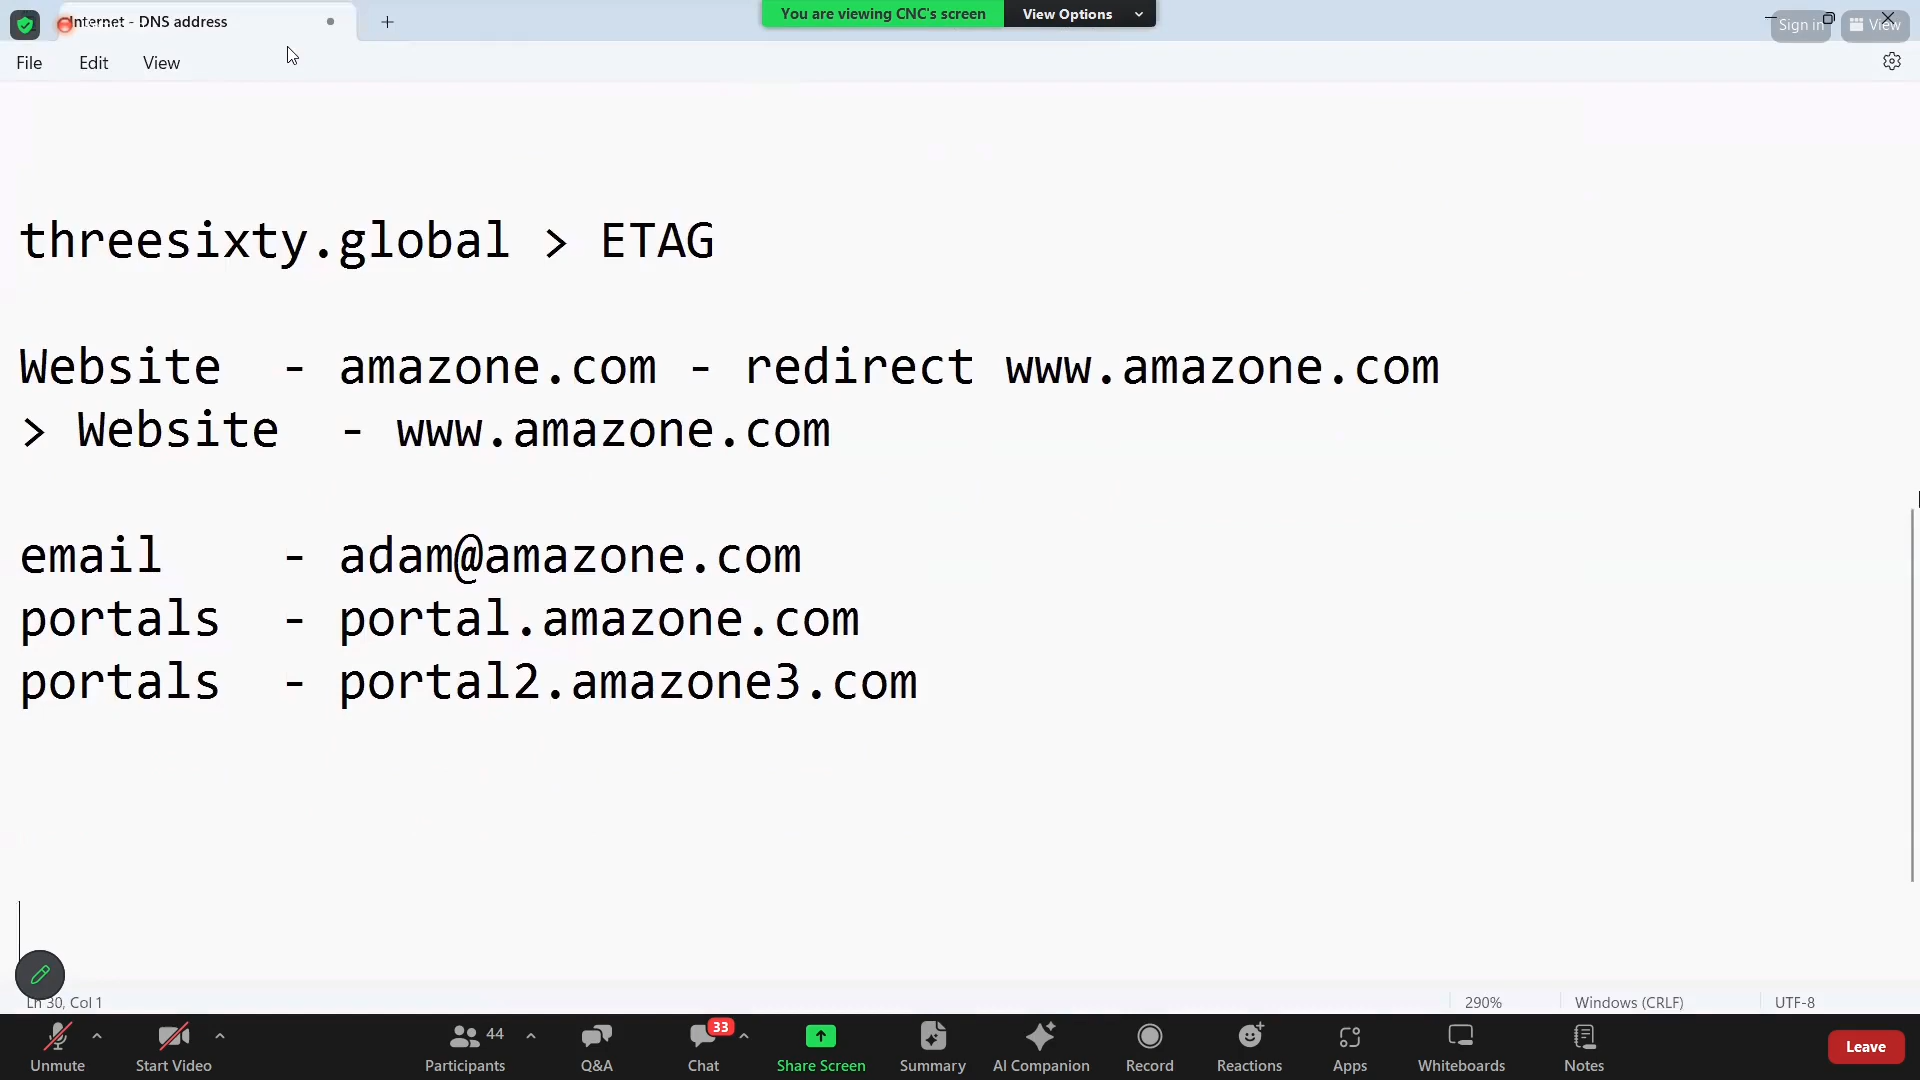 Internet - DNS address
You are viewing CNC's screen
View Options
Sign in
View
File
Edit
View
threesixty.global > ETAG
Website - amazone.com - redirect www.amazone.com
> Website - www.amazone.com
email - adam@amazone.com
portals - portal.amazone.com
portals - portal2.amazone3.com
Ln 30, Col 1
290%
Windows (CRLF)
UTF-8
44
33
Unmute
Start Video
Participants
Q&A
Chat
Share Screen
Summary
AI Companion
Record
Reactions
Apps
Whiteboards
Notes
Leave